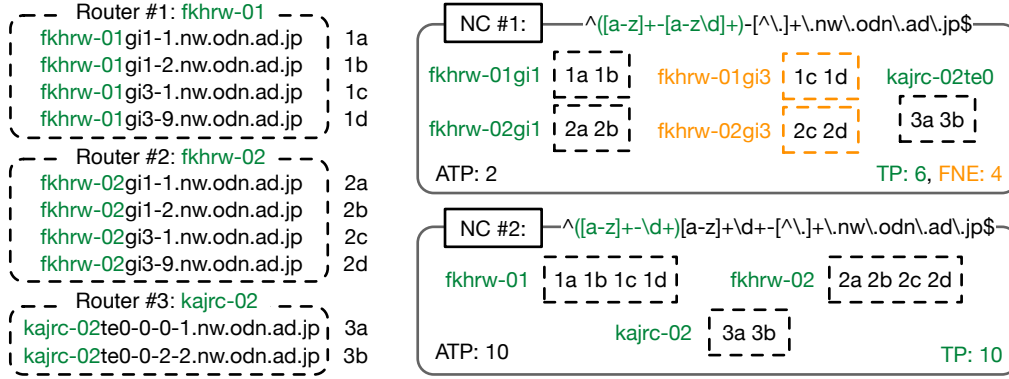 Router #1: fkhrw-01
fkhrw-01gi1-1.nw.odn.ad.jp 1a
fkhrw-01gi1-2.nw.odn.ad.jp 1b
fkhrw-01gi3-1.nw.odn.ad.jp 1c
fkhrw-01gi3-9.nw.odn.ad.jp 1d
Router #2: fkhrw-02
fkhrw-02gi1-1.nw.odn.ad.jp 2a
fkhrw-02gi1-2.nw.odn.ad.jp 2b
fkhrw-02gi3-1.nw.odn.ad.jp 2c
fkhrw-02gi3-9.nw.odn.ad.jp 2d
Router #3: kajrc-02
kajrc-02te0-0-0-1.nw.odn.ad.jp 3a
kajrc-02te0-0-2-2.nw.odn.ad.jp 3b
NC #1: ^([a-z]+-[a-z\d]+)-[^\.]+\.nw\.odn\.ad\.jp$
fkhrw-01gi1 1a 1b fkhrw-01gi3 1c 1d kajrc-02te0
fkhrw-02gi1 2a 2b fkhrw-02gi3 2c 2d 3a 3b
ATP: 2 TP: 6, FNE: 4
NC #2: ^([a-z]+-\d+)[a-z]+\d+-[^\.]+\.nw\.odn\.ad\.jp$
fkhrw-01 1a 1b 1c 1d fkhrw-02 2a 2b 2c 2d
kajrc-02 3a 3b
ATP: 10 TP: 10